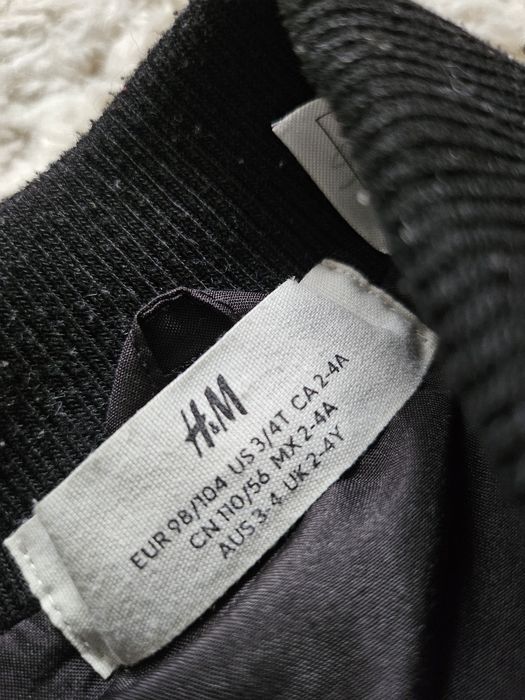 H&M
EUR 98/104 US 3/4T CA 2-4A
CN 110/56 MX 2-4A
AUS 3-4 UK 2-4Y